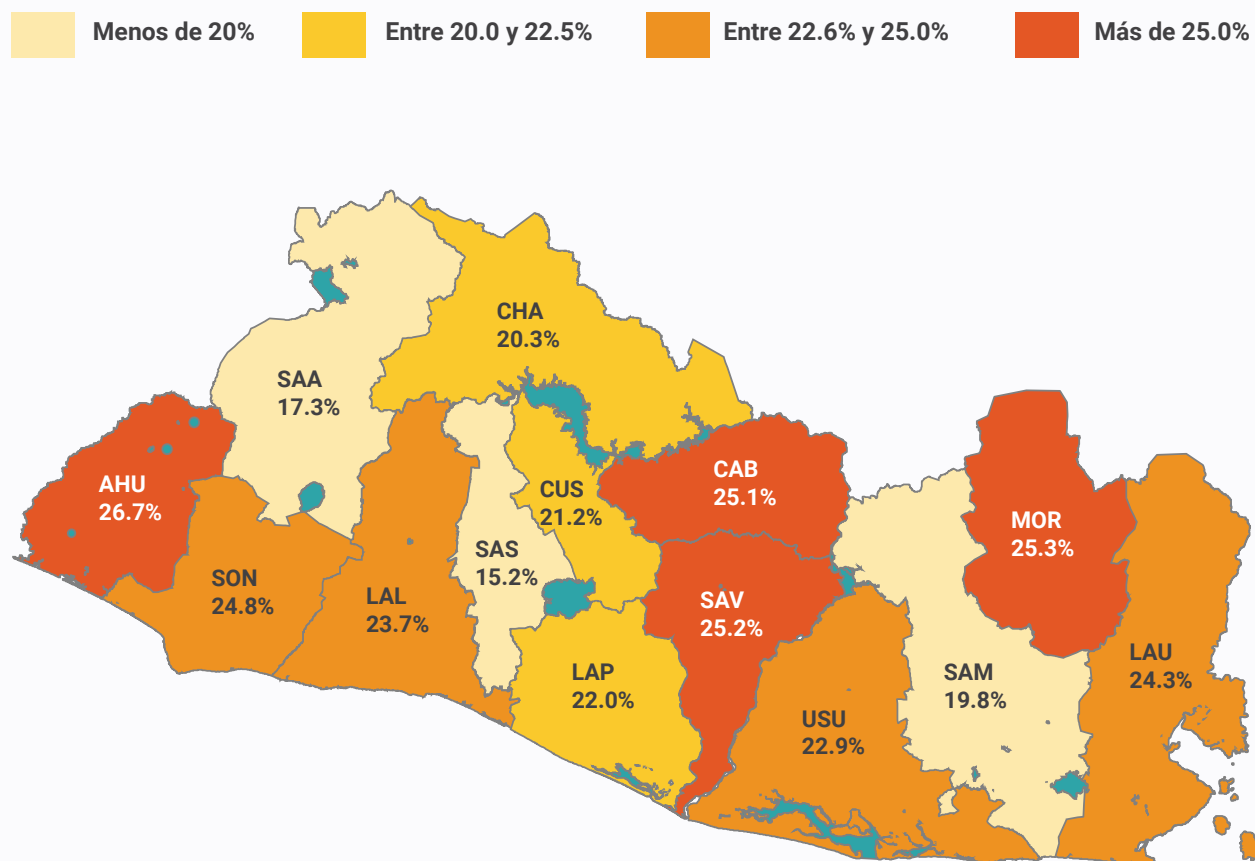 Menos de 20%
Entre 20.0 y 22.5%
Entre 22.6% y 25.0%
Más de 25.0%
CHA
20.3%
SAA
17.3%
AHU
26.7%
CAB
25.1%
CUS
21.2%
MOR
25.3%
SAS
15.2%
SON
24.8%
LAL
23.7%
SAV
25.2%
LAU
24.3%
LAP
22.0%
SAM
19.8%
USU
22.9%